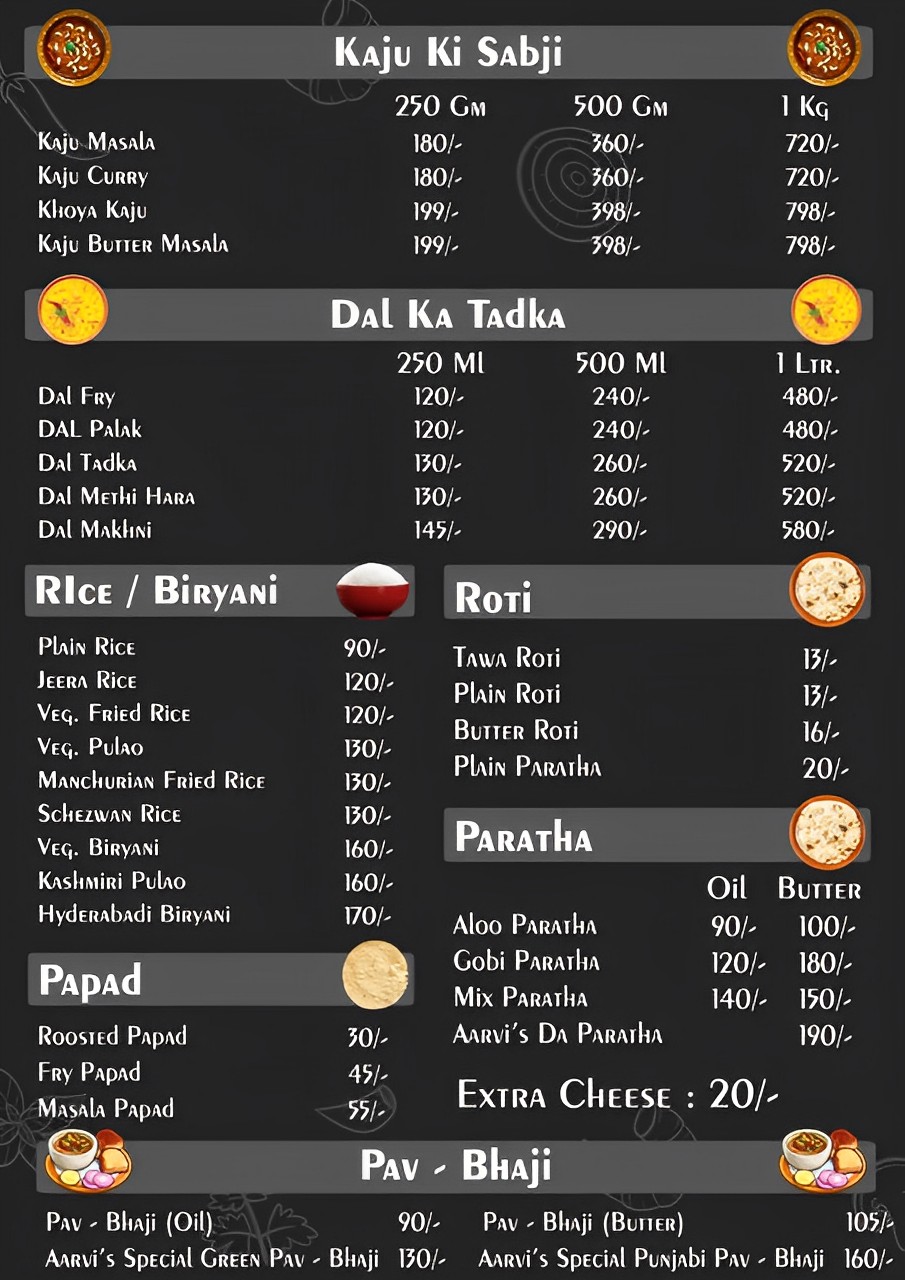 Kaju Ki Sabji
250 Gm 500 Gm 1 Kg
Kaju Masala 180/- 360/- 720/-
Kaju Curry 180/- 360/- 720/-
Khoya Kaju 199/- 398/- 798/-
Kaju Butter Masala 199/- 398/- 798/-
Dal Ka Tadka
250 Ml 500 Ml 1 Ltr.
Dal Fry 120/- 240/- 480/-
DAL Palak 120/- 240/- 480/-
Dal Tadka 130/- 260/- 520/-
Dal Methi Hara 130/- 260/- 520/-
Dal Makhni 145/- 290/- 580/-
RIce / Biryani
Plain Rice 90/-
Jeera Rice 120/-
Veg. Fried Rice 120/-
Veg. Pulao 130/-
Manchurian Fried Rice 130/-
Schezwan Rice 130/-
Veg. Biryani 160/-
Kashmiri Pulao 160/-
Hyderabadi Biryani 170/-
Papad
Roosted Papad 30/-
Fry Papad 45/-
Masala Papad 55/-
Roti
Tawa Roti 13/-
Plain Roti 13/-
Butter Roti 16/-
Plain Paratha 20/-
Paratha
Oil Butter
Aloo Paratha 90/- 100/-
Gobi Paratha 120/- 180/-
Mix Paratha 140/- 150/-
Aarvi's Da Paratha 190/-
Extra Cheese : 20/-
Pav - Bhaji
Pav - Bhaji (Oil) 90/- Pav - Bhaji (Butter) 105/-
Aarvi's Special Green Pav - Bhaji 130/- Aarvi's Special Punjabi Pav - Bhaji 160/-